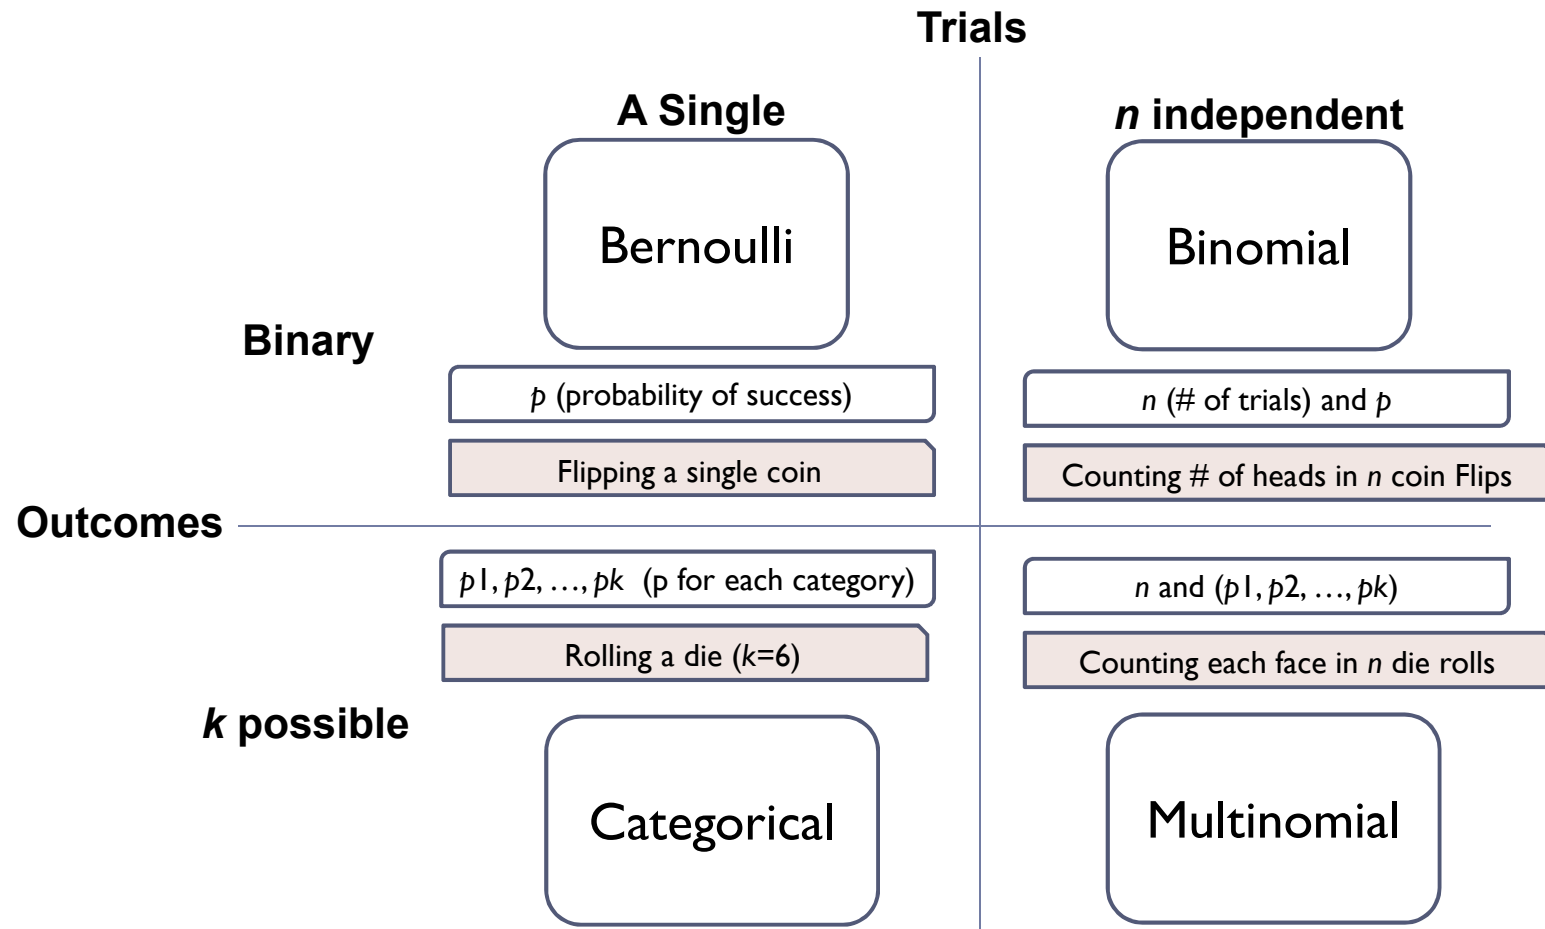 Trials
A Single
n independent
Bernoulli
Binomial
Binary
p (probability of success)
n (# of trials) and p
Flipping a single coin
Counting # of heads in n coin Flips
Outcomes
p1, p2, …, pk (p for each category)
n and (p1, p2, …, pk)
Rolling a die (k=6)
Counting each face in n die rolls
k possible
Categorical
Multinomial